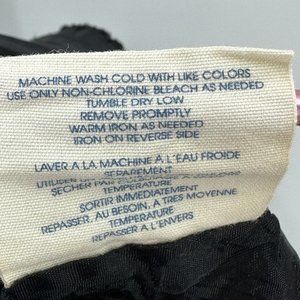 MACHINE WASH COLD WITH LIKE COLORS
USE ONLY NON-CHLORINE BLEACH AS NEEDED
TUMBLE DRY LOW
REMOVE PROMPTLY
WARM IRON AS NEEDED
IRON ON REVERSE SIDE
LAVER A LA MACHINE A L'EAU FROIDE
SEPAREMENT
SECHER PAR
TEMPERATURE
SORTIR IMMEDIATEMENT
REPASSER, AU BESOIN, A TRES MOYENNE
TEMPERATURE
REPASSER A L'ENVERS